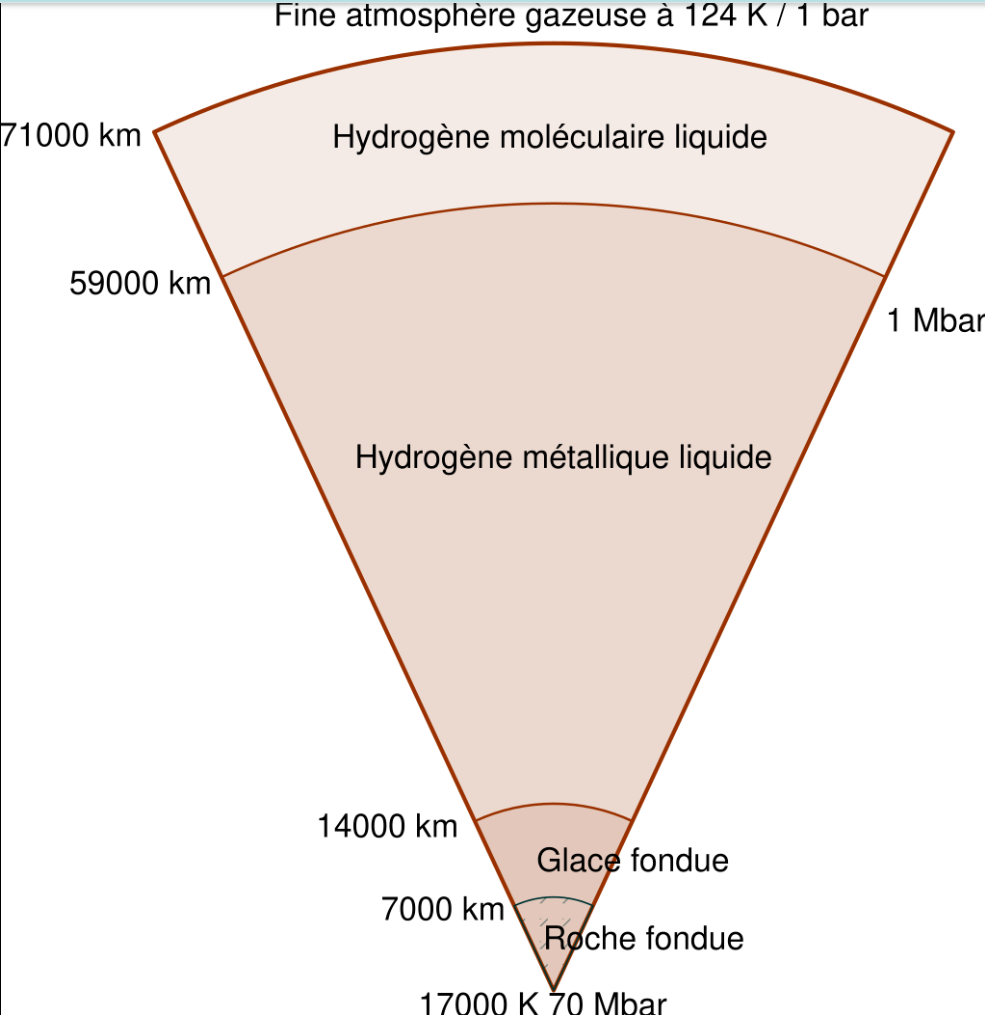 Fine atmosphère gazeuse à 124 K / 1 bar
71000 km
Hydrogène moléculaire liquide
59000 km
1 Mbar
Hydrogène métallique liquide
14000 km
Glace fondue
7000 km
Roche fondue
17000 K 70 Mbar